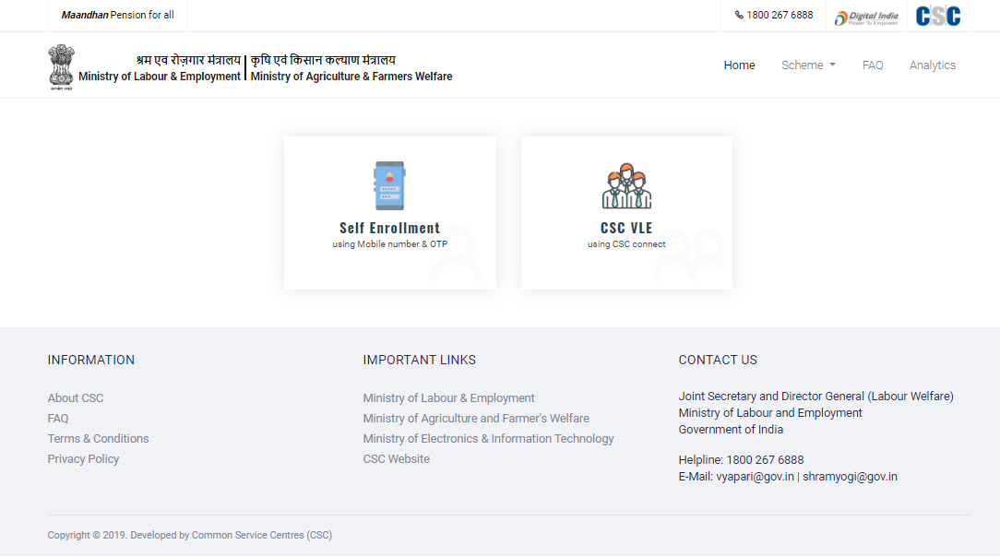 Maandhan Pension for all
1800 267 6888
Digital India
Power To Empower
CSC
श्रम एव रोज़गार मंत्रालय | कृषि एवं किसान कल्याण मंत्रालय
Ministry of Labour & Employment | Ministry of Agriculture & Farmers Welfare
Home Scheme FAQ Analytics
Self Enrollment
using Mobile number & OTP
CSC VLE
using CSC connect
INFORMATION
About CSC
FAQ
Terms & Conditions
Privacy Policy
IMPORTANT LINKS
Ministry of Labour & Employment
Ministry of Agriculture and Farmer's Welfare
Ministry of Electronics & Information Technology
CSC Website
CONTACT US
Joint Secretary and Director General (Labour Welfare)
Ministry of Labour and Employment
Government of India
Helpline: 1800 267 6888
E-Mail: vyapari@gov.in | shramyogi@gov.in
Copyright © 2019. Developed by Common Service Centres (CSC)